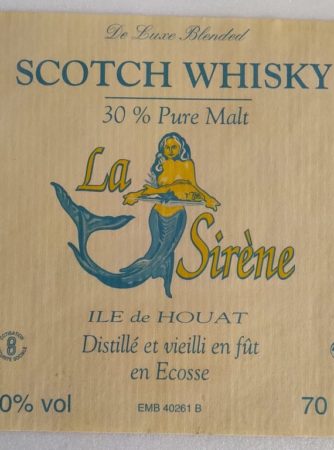 De Luxe Blended
SCOTCH WHISKY
30 % Pure Malt
La
Sirène
ILE de HOUAT
Distillé et vieilli en fût
en Ecosse
0% vol
70
EMB 40261 B